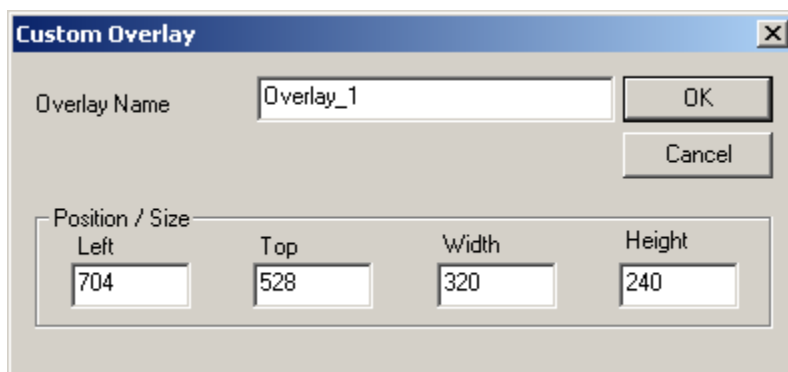 Custom Overlay
Overlay Name
Overlay_1
OK
Cancel
Position / Size
Left Top Width Height
704 528 320 240